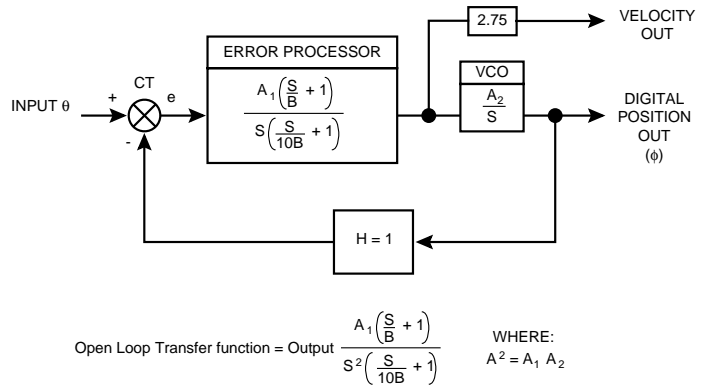 2.75
VELOCITY
OUT
ERROR PROCESSOR
VCO
CT
INPUT θ
+
e
-
A₁(S/B + 1)
S(S/10B + 1)
A₂
S
DIGITAL
POSITION
OUT
(ϕ)
H = 1
Open Loop Transfer function = Output A₁(S/B + 1) / S²(S/10B + 1)
WHERE:
A² = A₁ A₂